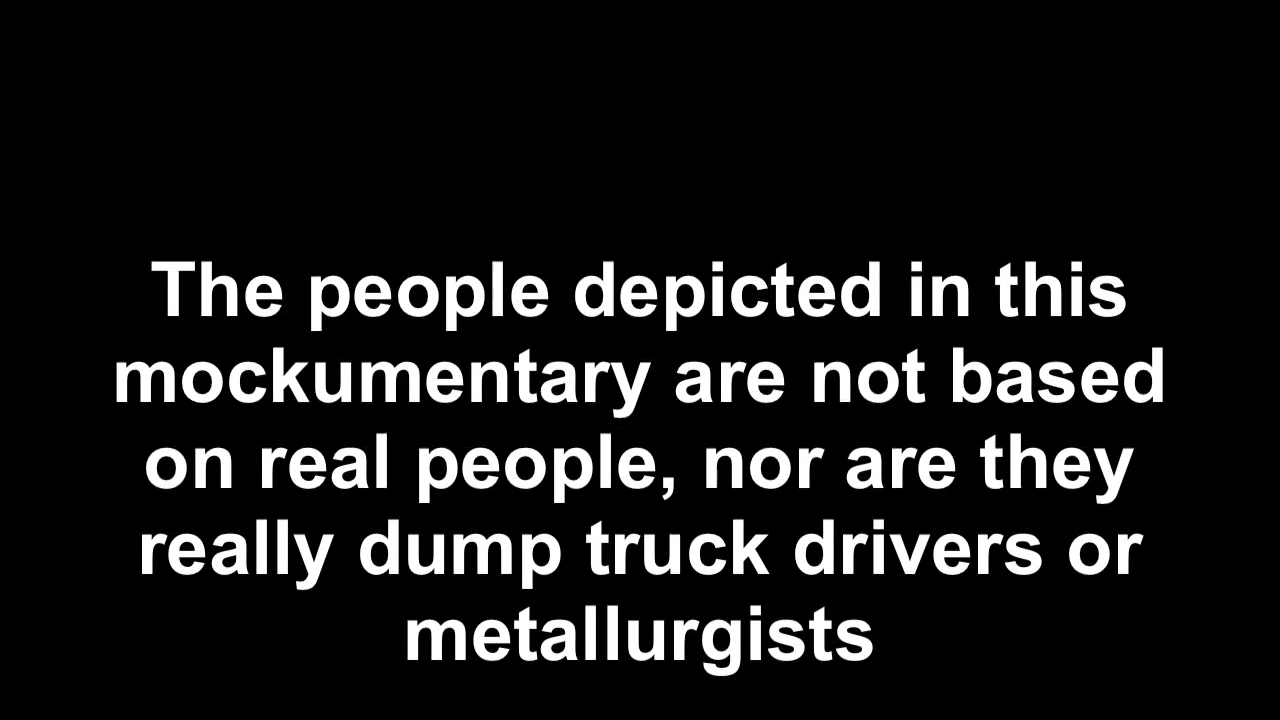 The people depicted in this
mockumentary are not based
on real people, nor are they
really dump truck drivers or
metallurgists